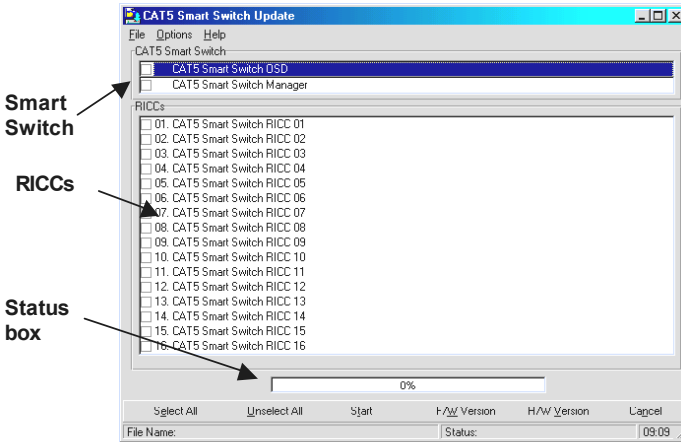 CAT5 Smart Switch Update
File Options Help
CAT5 Smart Switch
CAT5 Smart Switch OSD
CAT5 Smart Switch Manager
Smart
Switch
RICCs
01. CAT5 Smart Switch RICC 01
02. CAT5 Smart Switch RICC 02
03. CAT5 Smart Switch RICC 03
04. CAT5 Smart Switch RICC 04
05. CAT5 Smart Switch RICC 05
06. CAT5 Smart Switch RICC 06
07. CAT5 Smart Switch RICC 07
08. CAT5 Smart Switch RICC 08
09. CAT5 Smart Switch RICC 09
10. CAT5 Smart Switch RICC 10
11. CAT5 Smart Switch RICC 11
12. CAT5 Smart Switch RICC 12
13. CAT5 Smart Switch RICC 13
14. CAT5 Smart Switch RICC 14
15. CAT5 Smart Switch RICC 15
16. CAT5 Smart Switch RICC 16
RICCs
Status
box
0%
Select All Unselect All Start F/W Version H/W Version Cancel
File Name: Status: 09:09